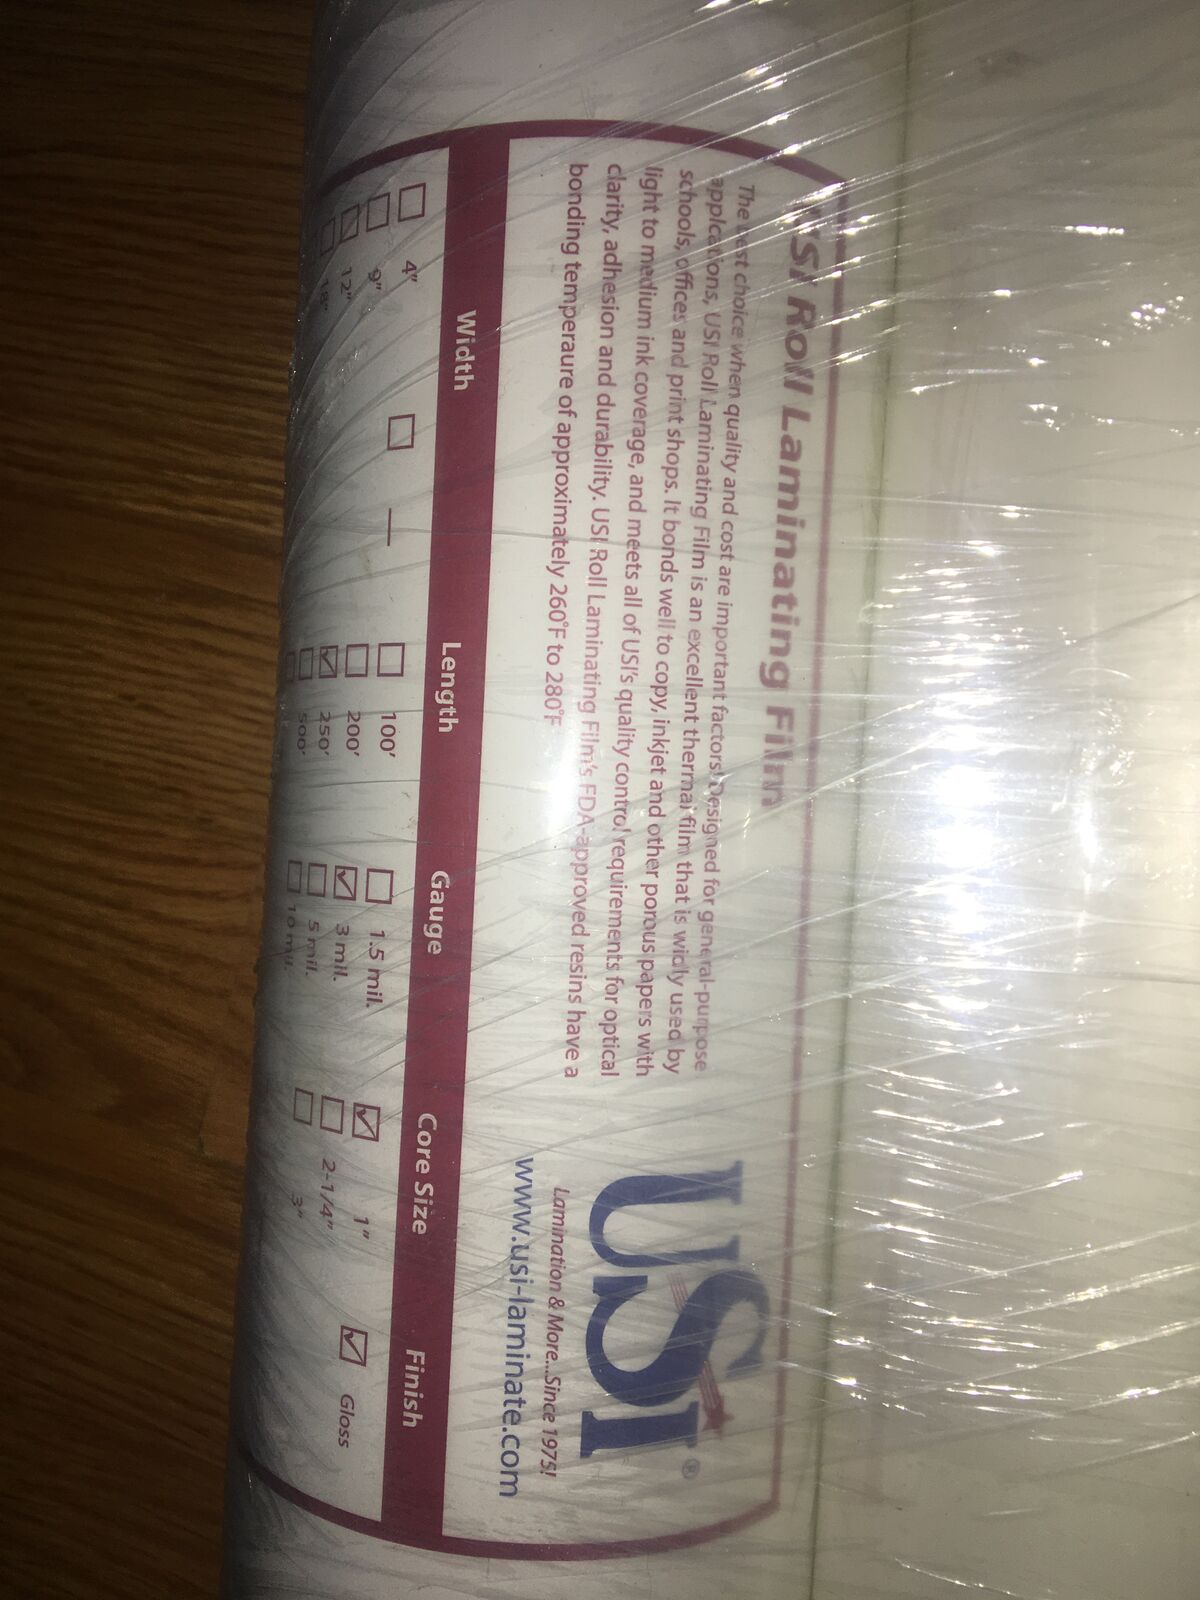 USI Roll Laminating Film
The best choice when quality and cost are important factors! Designed for general-purpose
applcations, USI Roll Laminating Film is an excellent thermal film that is widly used by
schools, offices and print shops. It bonds well to copy, inkjet and other porous papers with
light to medium ink coverage, and meets all of USI's quality control requirements for optical
clarity, adhesion and durability. USI Roll Laminating Film's FDA-approved resins have a
bonding temperaure of approximately 260°F to 280°F
USI®
Lamination & More...Since 1975!
www.usi-laminate.com
Width Length Gauge Core Size Finish
☐ 4" ☐ __ ☐ 100' ☐ 1.5 mil. ☑ 1" ☑ Gloss
☐ 9" ☐ 200' ☑ 3 mil. ☐ 2-1/4"
☑ 12" ☑ 250' ☐ 5 mil. ☐ 3"
☐ 18" ☐ 500' ☐ 10 mil.